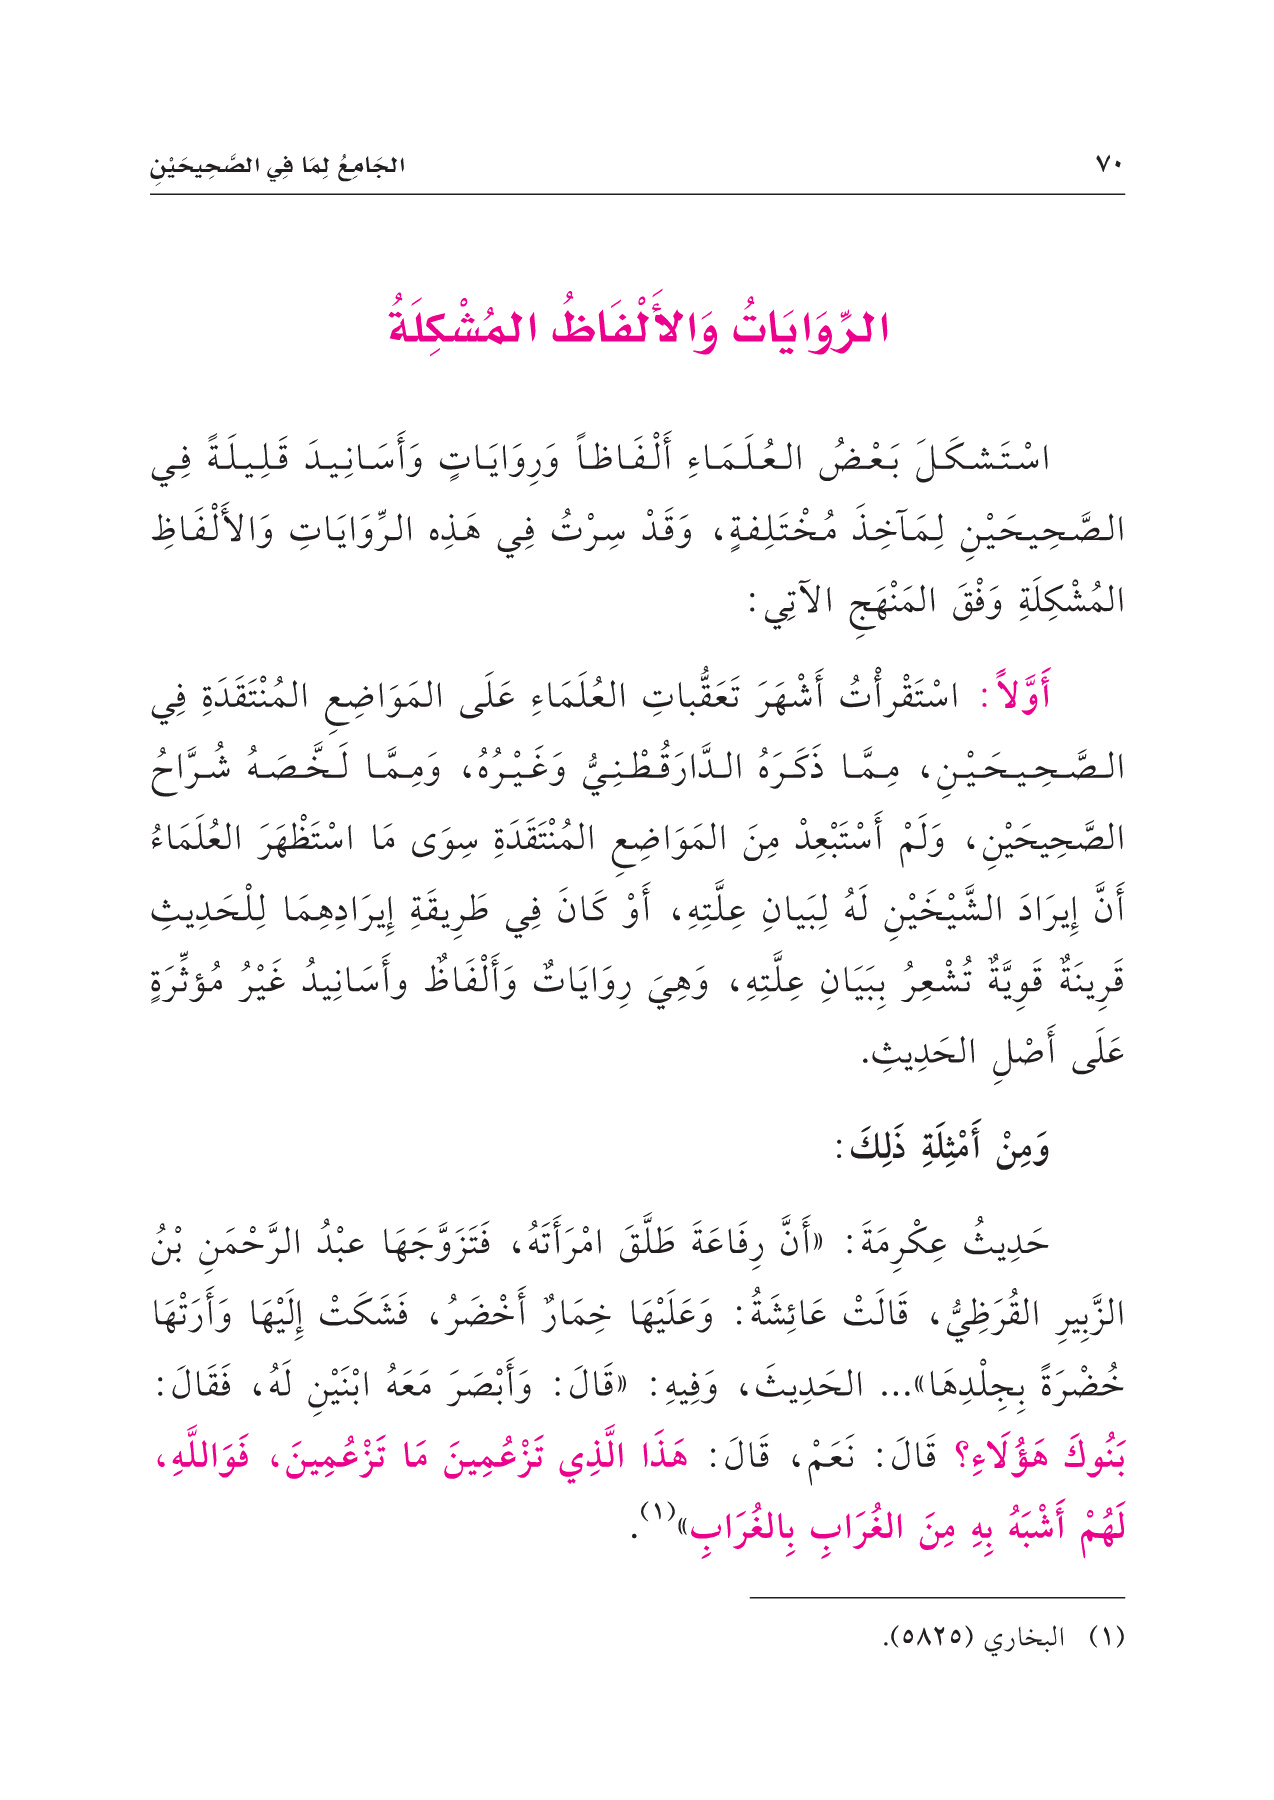 ٧٠
الجَامِعُ لِمَا فِي الصَّحِيحَيْنِ
الرِّوَايَاتُ وَالأَلْفَاظُ المُشْكِلَةُ
اسْتَشكَلَ بَعْضُ العُلَمَاءِ أَلْفَاظاً وَرِوَايَاتٍ وَأَسَانِيدَ قَلِيلَةً فِي
الصَّحِيحَيْنِ لِمَآخِذَ مُخْتَلِفةٍ، وَقَدْ سِرْتُ فِي هَذِه الرِّوَايَاتِ وَالأَلْفَاظِ
المُشْكِلَةِ وَفْقَ المَنْهَجِ الآتِي:
أَوَّلاً: اسْتَقْرأْتُ أَشْهَرَ تَعَقُّباتِ العُلَمَاءِ عَلَى المَوَاضِعِ المُنْتَقَدَةِ فِي
الصَّحِيحَيْنِ، مِمَّا ذَكَرَهُ الدَّارَقُطْنِيُّ وَغَيْرُهُ، وَمِمَّا لَخَّصَهُ شُرَّاحُ
الصَّحِيحَيْنِ، وَلَمْ أَسْتَبْعِدْ مِنَ المَوَاضِعِ المُنْتَقَدَةِ سِوَى مَا اسْتَظْهَرَ العُلَمَاءُ
أَنَّ إِيرَادَ الشَّيْخَيْنِ لَهُ لِبَيانِ عِلَّتِهِ، أَوْ كَانَ فِي طَرِيقَةِ إِيرَادِهِمَا لِلْحَدِيثِ
قَرِينَةٌ قَوِيَّةٌ تُشْعِرُ بِبَيَانِ عِلَّتِهِ، وَهِيَ رِوَايَاتٌ وَأَلْفَاظٌ وأَسَانِيدُ غَيْرُ مُؤثِّرَةٍ
عَلَى أَصْلِ الحَدِيثِ.
وَمِنْ أَمْثِلَةِ ذَلِكَ:
حَدِيثُ عِكْرِمَةَ: «أَنَّ رِفَاعَةَ طَلَّقَ امْرَأَتَهُ، فَتَزَوَّجَهَا عبْدُ الرَّحْمَنِ بْنُ
الزَّبِيرِ القُرَظِيُّ، قَالَتْ عَائِشَةُ: وَعَلَيْهَا خِمَارٌ أَخْضَرُ، فَشَكَتْ إِلَيْهَا وَأَرَتْهَا
خُضْرَةً بِجِلْدِهَا»... الحَدِيثَ، وَفِيهِ: «قَالَ: وَأَبْصَرَ مَعَهُ ابْنَيْنِ لَهُ، فَقَالَ:
بَنُوكَ هَؤُلَاءِ؟ قَالَ: نَعَمْ، قَالَ: هَذَا الَّذِي تَزْعُمِينَ مَا تَزْعُمِينَ، فَوَاللَّهِ،
لَهُمْ أَشْبَهُ بِهِ مِنَ الغُرَابِ بِالغُرَابِ»(١).
(١) البخاري (٥٨٢٥).